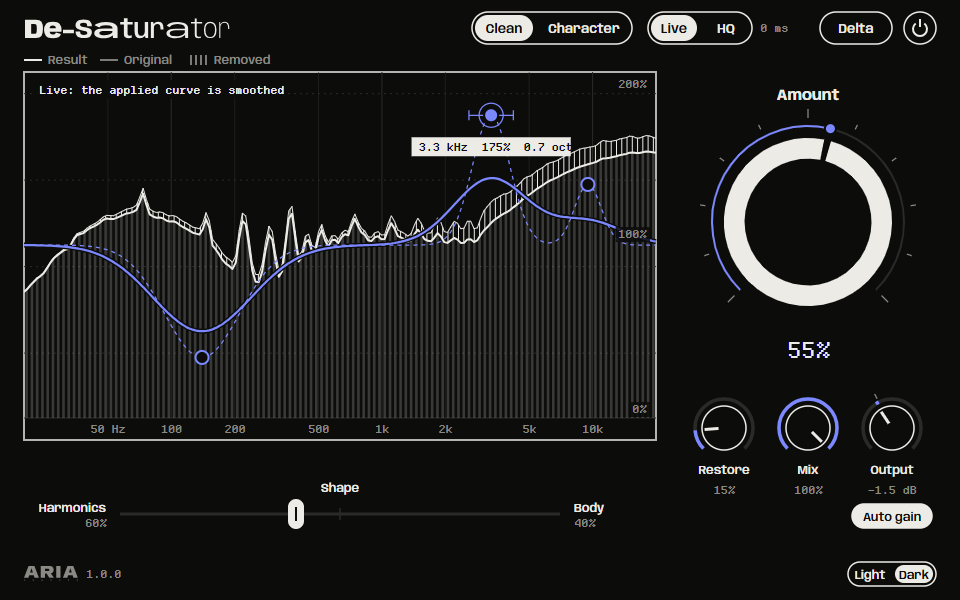 De-Saturator
Clean Character
Live HQ 0 ms
Delta
Result Original Removed
Live: the applied curve is smoothed
200%
3.3 kHz 175% 0.7 oct
100%
0%
50 Hz 100 200 500 1k 2k 5k 10k
Amount
55%
Restore Mix Output
15% 100% -1.5 dB
Auto gain
Shape
Harmonics Body
60% 40%
ARIA 1.0.0
Light Dark